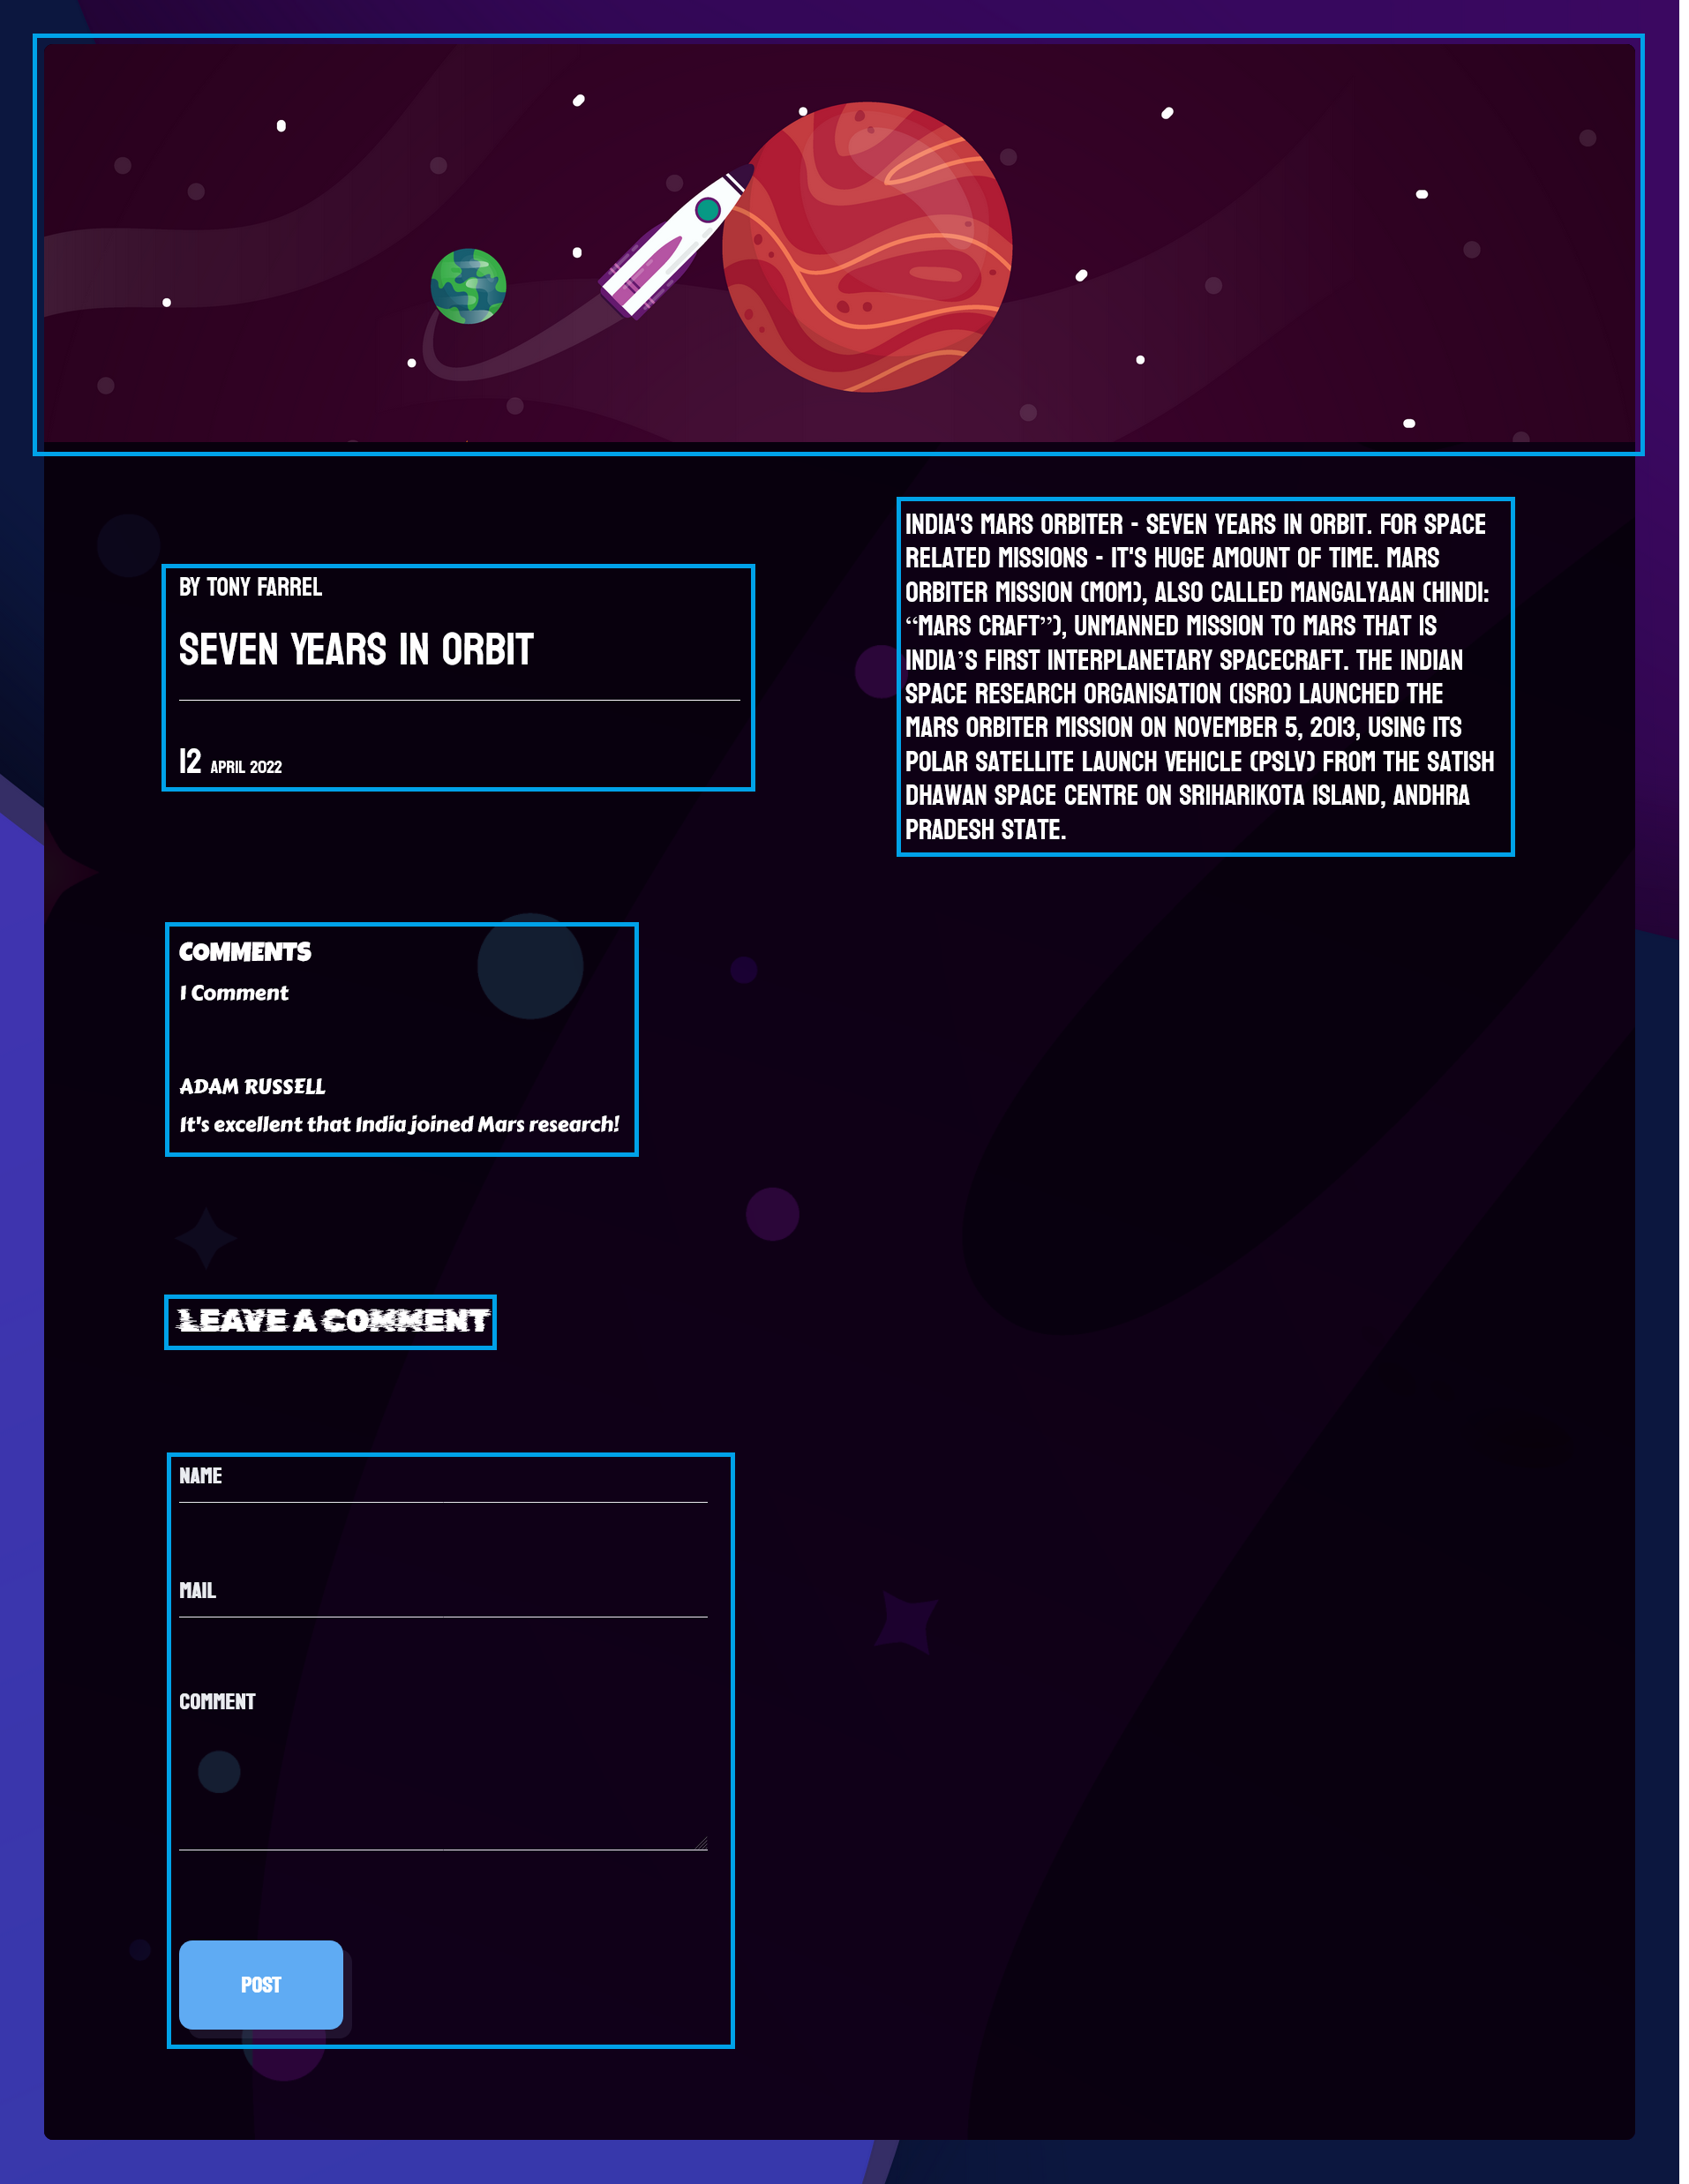 BY TONY FARREL
SEVEN YEARS IN ORBIT
12 APRIL 2022
INDIA'S MARS ORBITER - SEVEN YEARS IN ORBIT. FOR SPACE
RELATED MISSIONS - IT'S HUGE AMOUNT OF TIME. MARS
ORBITER MISSION (MOM), ALSO CALLED MANGALYAAN (HINDI:
“MARS CRAFT”), UNMANNED MISSION TO MARS THAT IS
INDIA’S FIRST INTERPLANETARY SPACECRAFT. THE INDIAN
SPACE RESEARCH ORGANISATION (ISRO) LAUNCHED THE
MARS ORBITER MISSION ON NOVEMBER 5, 2013, USING ITS
POLAR SATELLITE LAUNCH VEHICLE (PSLV) FROM THE SATISH
DHAWAN SPACE CENTRE ON SRIHARIKOTA ISLAND, ANDHRA
PRADESH STATE.
COMMENTS
1 Comment
ADAM RUSSELL
It's excellent that India joined Mars research!
LEAVE A COMMENT
NAME
MAIL
COMMENT
POST